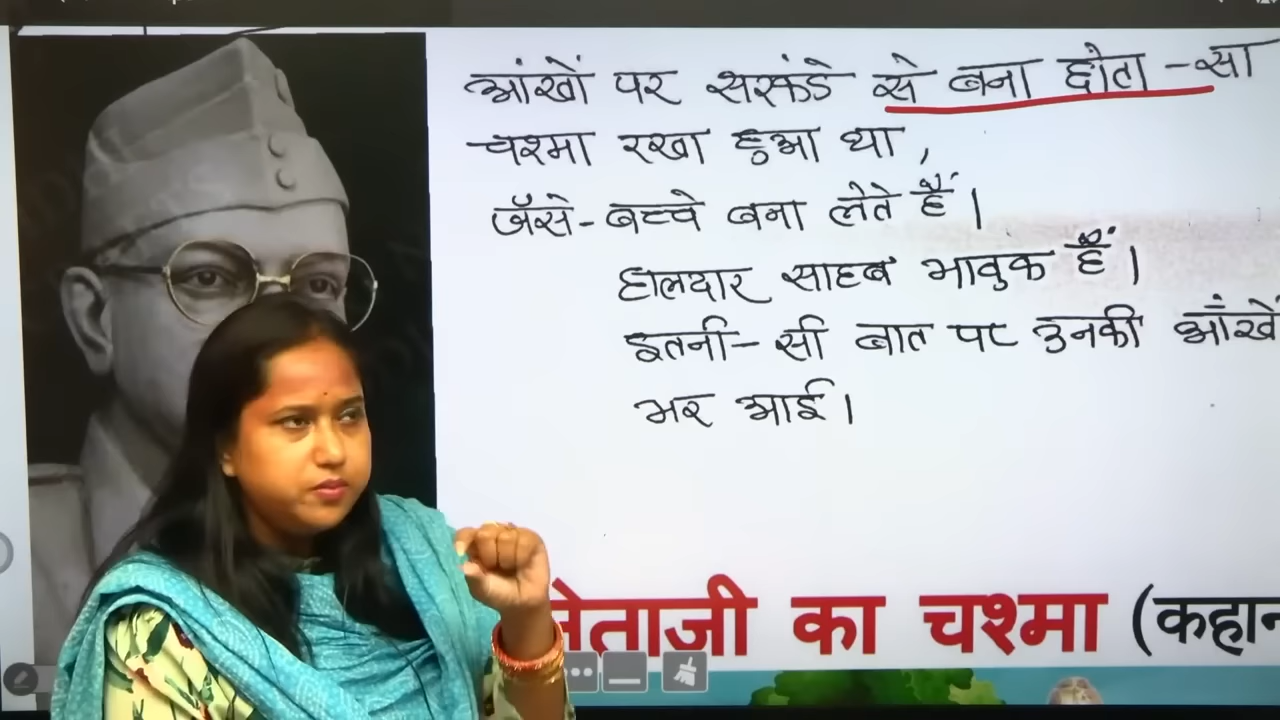 आंखों पर सरकंडे से बना छोटा-सा
चश्मा रखा हुआ था,
जैसे-बच्चे बना लेते हैं।
हालदार साहब भावुक हैं।
इतनी-सी बात पर उनकी आँखें
भर आई।
नेताजी का चश्मा (कहान